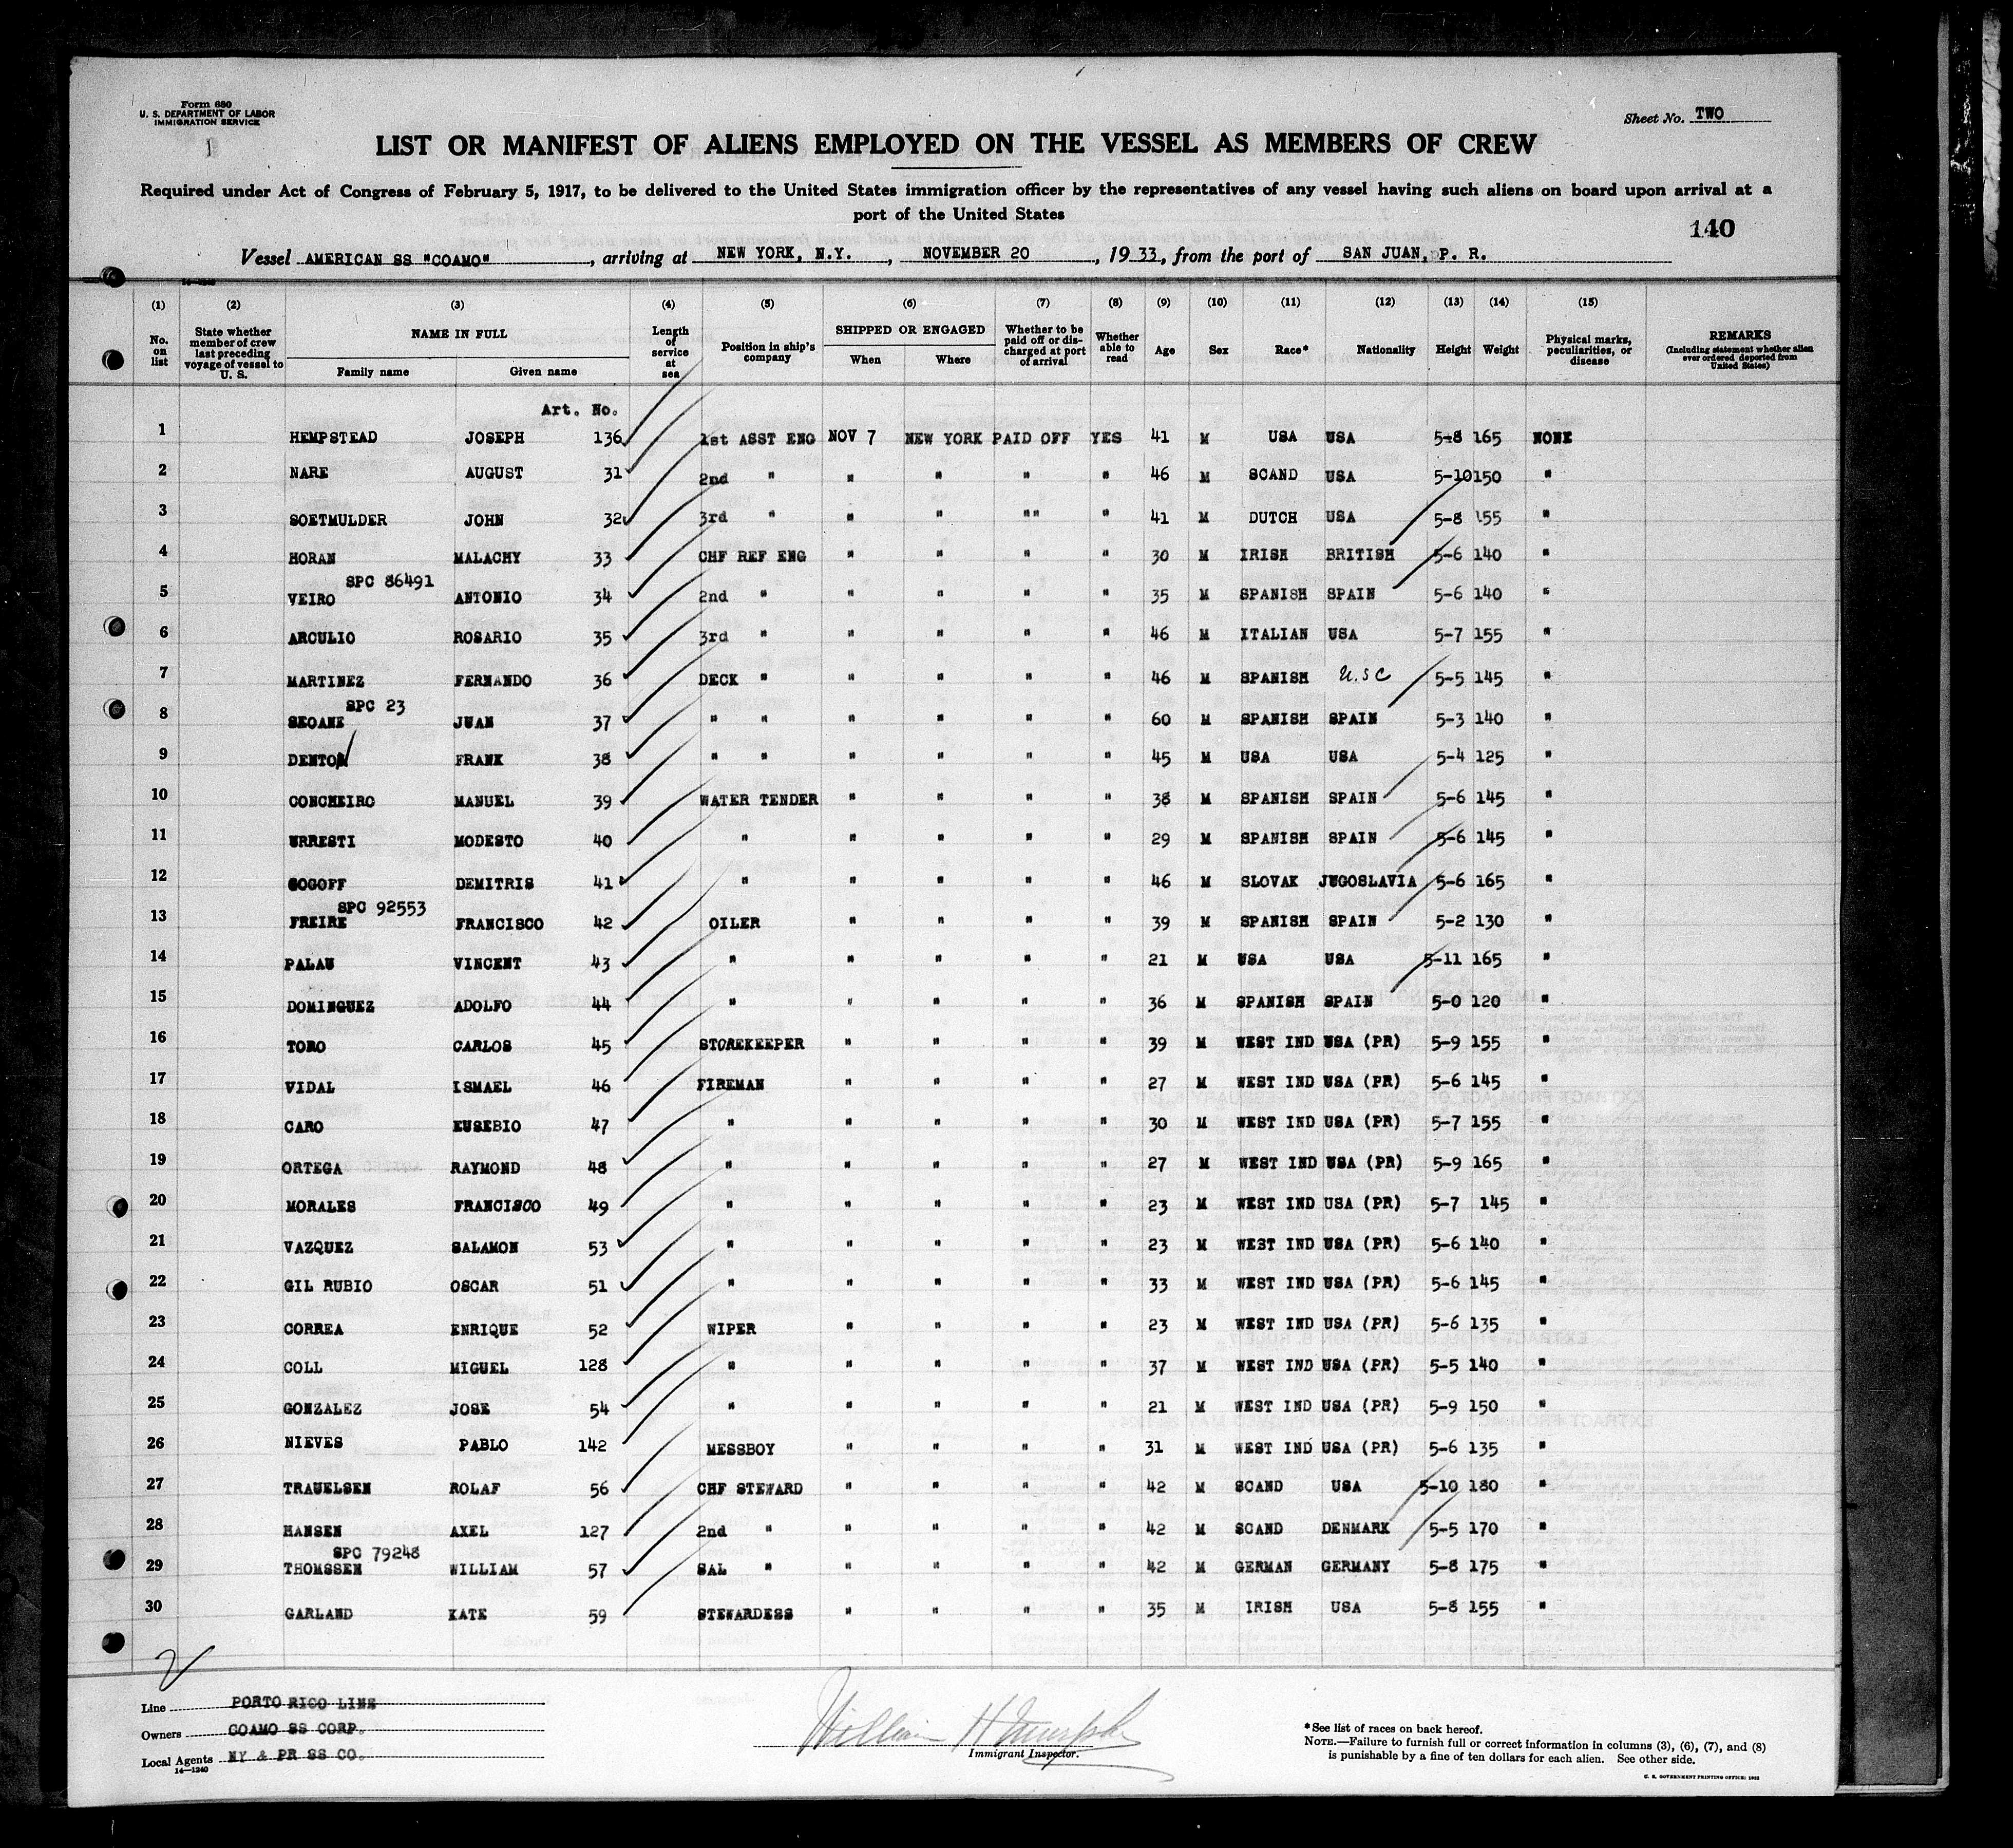 Form 680
U. S. DEPARTMENT OF LABOR
IMMIGRATION SERVICE
Sheet No. TWO
LIST OR MANIFEST OF ALIENS EMPLOYED ON THE VESSEL AS MEMBERS OF CREW
Required under Act of Congress of February 5, 1917, to be delivered to the United States immigration officer by the representatives of any vessel having such aliens on board upon arrival at a
port of the United States
140
Vessel AMERICAN SS "COAMO", arriving at NEW YORK, N.Y., NOVEMBER 20, 1933, from the port of SAN JUAN, P. R.
(1) (2) (3) (4) (5) (6) (7) (8) (9) (10) (11) (12) (13) (14) (15)
No. on list State whether member of crew last preceding voyage of vessel to U. S. NAME IN FULL Family name Given name Length of service at sea Position in ship's company SHIPPED OR ENGAGED When Where Whether to be paid off or discharged at port of arrival Whether able to read Age Sex Race* Nationality Height Weight Physical marks, peculiarities, or disease REMARKS (Including statement whether alien ever ordered deported from United States)
Art. No.
1 HEMPSTEAD JOSEPH 136 1st ASST ENG NOV 7 NEW YORK PAID OFF YES 41 M USA USA 5-8 165 NONE
2 NARE AUGUST 31 2nd " " " " " 46 M SCAND USA 5-10 150 "
3 SOETMULDER JOHN 32 3rd " " " "" " 41 M DUTCH USA 5-8 155 "
4 HORAN MALACHY 33 CHF REF ENG " " " " 30 M IRISH BRITISH 5-6 140 "
SPC 86491
5 VEIRO ANTONIO 34 2nd " " " " " 35 M SPANISH SPAIN 5-6 140 "
6 ARCULIO ROSARIO 35 3rd " " " " " 46 M ITALIAN USA 5-7 155 "
7 MARTINEZ FERNANDO 36 DECK " " " " " 46 M SPANISH U.S C 5-5 145 "
SPC 23
8 SEOANE JUAN 37 " " " " " " 60 M SPANISH SPAIN 5-3 140 "
9 DENTON FRANK 38 " " " " " " 45 M USA USA 5-4 125 "
10 CONCHEIRO MANUEL 39 WATER TENDER " " " " 38 M SPANISH SPAIN 5-6 145 "
11 URRESTI MODESTO 40 " " " " " 29 M SPANISH SPAIN 5-6 145 "
12 GOGOFF DEMITRIS 41 " " " " " 46 M SLOVAK JUGOSLAVIA 5-6 165 "
SPC 92553
13 FREIRE FRANCISCO 42 OILER " " " " 39 M SPANISH SPAIN 5-2 130 "
14 PALAU VINCENT 43 " " " " " 21 M USA USA 5-11 165 "
15 DOMINGUEZ ADOLFO 44 " " " " " 36 M SPANISH SPAIN 5-0 120 "
16 TORO CARLOS 45 STOREKEEPER " " " " 39 M WEST IND USA (PR) 5-9 155 "
17 VIDAL ISMAEL 46 FIREMAN " " " " 27 M WEST IND USA (PR) 5-6 145 "
18 CARO EUSEBIO 47 " " " " " 30 M WEST IND USA (PR) 5-7 155 "
19 ORTEGA RAYMOND 48 " " " " " 27 M WEST IND USA (PR) 5-9 165 "
20 MORALES FRANCISCO 49 " " " " " 23 M WEST IND USA (PR) 5-7 145 "
21 VAZQUEZ SALAMON 53 " " " " " 23 M WEST IND USA (PR) 5-6 140 "
22 GIL RUBIO OSCAR 51 " " " " " 33 M WEST IND USA (PR) 5-6 145 "
23 CORREA ENRIQUE 52 WIPER " " " " 23 M WEST IND USA (PR) 5-6 135 "
24 COLL MIGUEL 128 " " " " " 37 M WEST IND USA (PR) 5-5 140 "
25 GONZALEZ JOSE 54 " " " " " 21 M WEST IND USA (PR) 5-9 150 "
26 NIEVES PABLO 142 MESSBOY " " " " 31 M WEST IND USA (PR) 5-6 135 "
27 TRAUELSEN ROLAF 56 CHF STEWARD " " " " 42 M SCAND USA 5-10 180 "
28 HANSEN AXEL 127 2nd " " " " " 42 M SCAND DENMARK 5-5 170 "
SPC 79248
29 THOMSSEN WILLIAM 57 SAL " " " " " 42 M GERMAN GERMANY 5-8 175 "
30 GARLAND KATE 59 STEWARDESS " " " " 35 M IRISH USA 5-8 155 "
Line PORTO RICO LINE
Owners COAMO SS CORP.
Local Agents NY & PR SS CO.
14—1240
William H Murphy
Immigrant Inspector.
*See list of races on back hereof.
NOTE.—Failure to furnish full or correct information in columns (3), (6), (7), and (8)
is punishable by a fine of ten dollars for each alien. See other side.